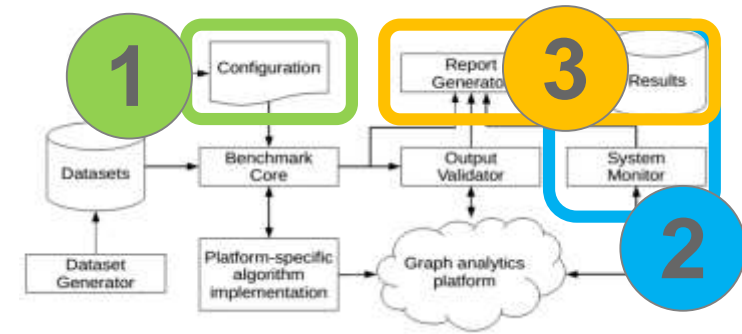 1
Configuration
Report
Generator
3
Results
Datasets
Benchmark
Core
Output
Validator
System
Monitor
2
Dataset
Generator
Platform-specific
algorithm
implementation
Graph analytics
platform